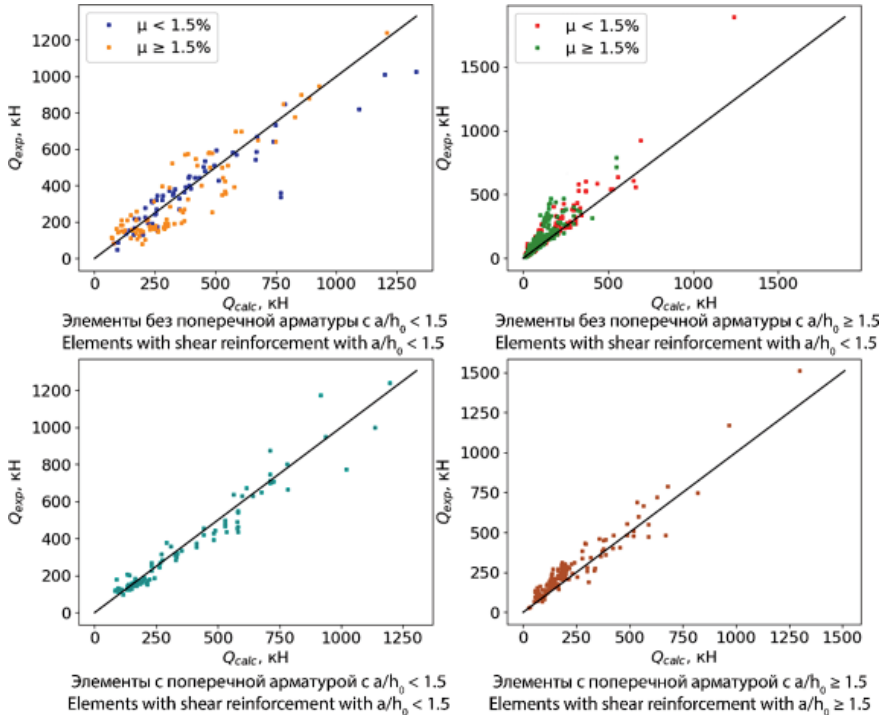 μ < 1.5%
μ ≥ 1.5%
1200
1000
800
600
400
200
0
Q_exp, кН
0 250 500 750 1000 1250
Q_calc, кН
Элементы без поперечной арматуры с a/h₀ < 1.5
Elements with shear reinforcement with a/h₀ < 1.5
μ < 1.5%
μ ≥ 1.5%
1500
1000
500
0
Q_exp, кН
0 500 1000 1500
Q_calc, кН
Элементы без поперечной арматуры с a/h₀ ≥ 1.5
Elements with shear reinforcement with a/h₀ < 1.5
1200
1000
800
600
400
200
0
Q_exp, кН
0 250 500 750 1000 1250
Q_calc, кН
Элементы с поперечной арматурой с a/h₀ < 1.5
Elements with shear reinforcement with a/h₀ < 1.5
1500
1250
1000
750
500
250
0
Q_exp, кН
0 250 500 750 1000 1250 1500
Q_calc, кН
Элементы с поперечной арматурой с a/h₀ ≥ 1.5
Elements with shear reinforcement with a/h₀ ≥ 1.5